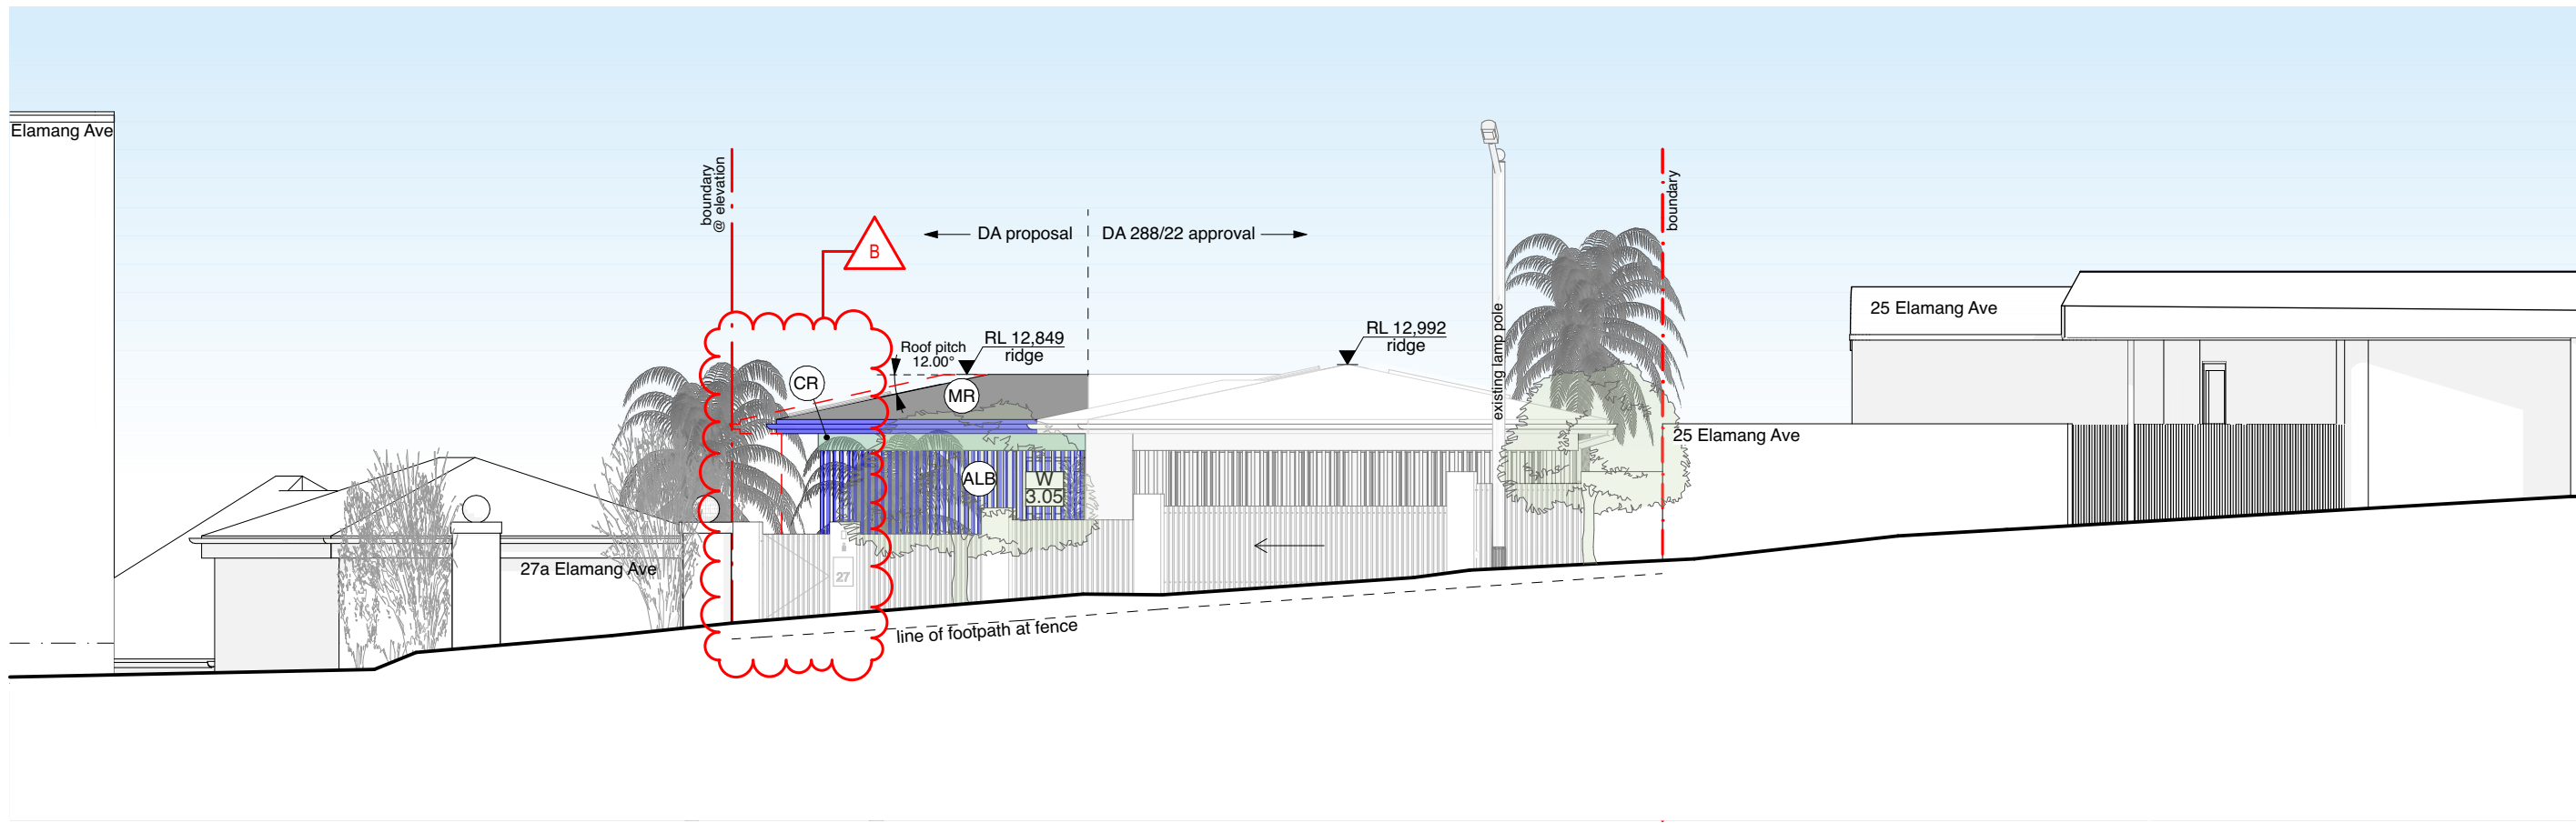 Elamang Ave
boundary
@ elevation
B
DA proposal
DA 288/22 approval
boundary
25 Elamang Ave
Roof pitch
12.00°
RL 12,849
ridge
RL 12,992
ridge
existing lamp pole
CR
MR
25 Elamang Ave
ALB
W
3.05
27a Elamang Ave
27
line of footpath at fence